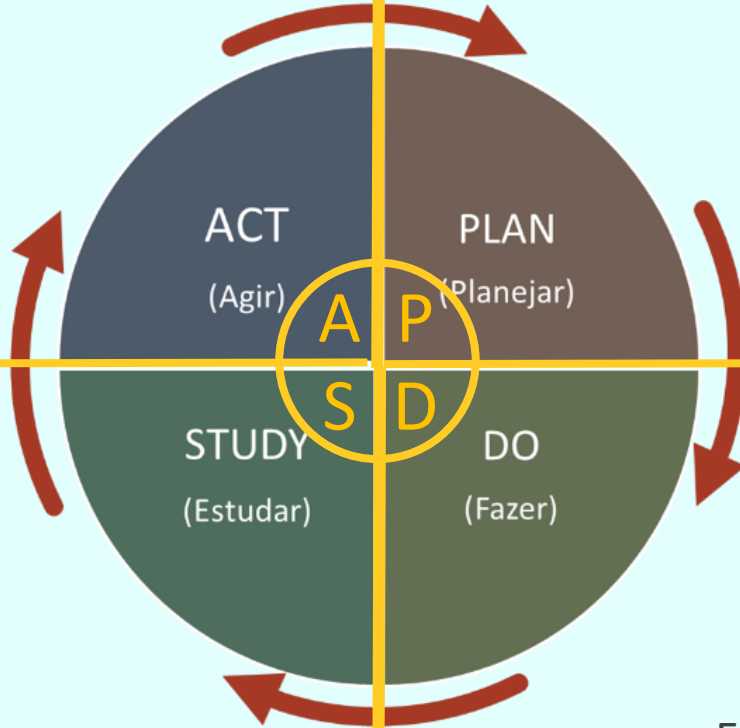 ACT
(Agir)
PLAN
(Planejar)
A P
S D
STUDY
(Estudar)
DO
(Fazer)